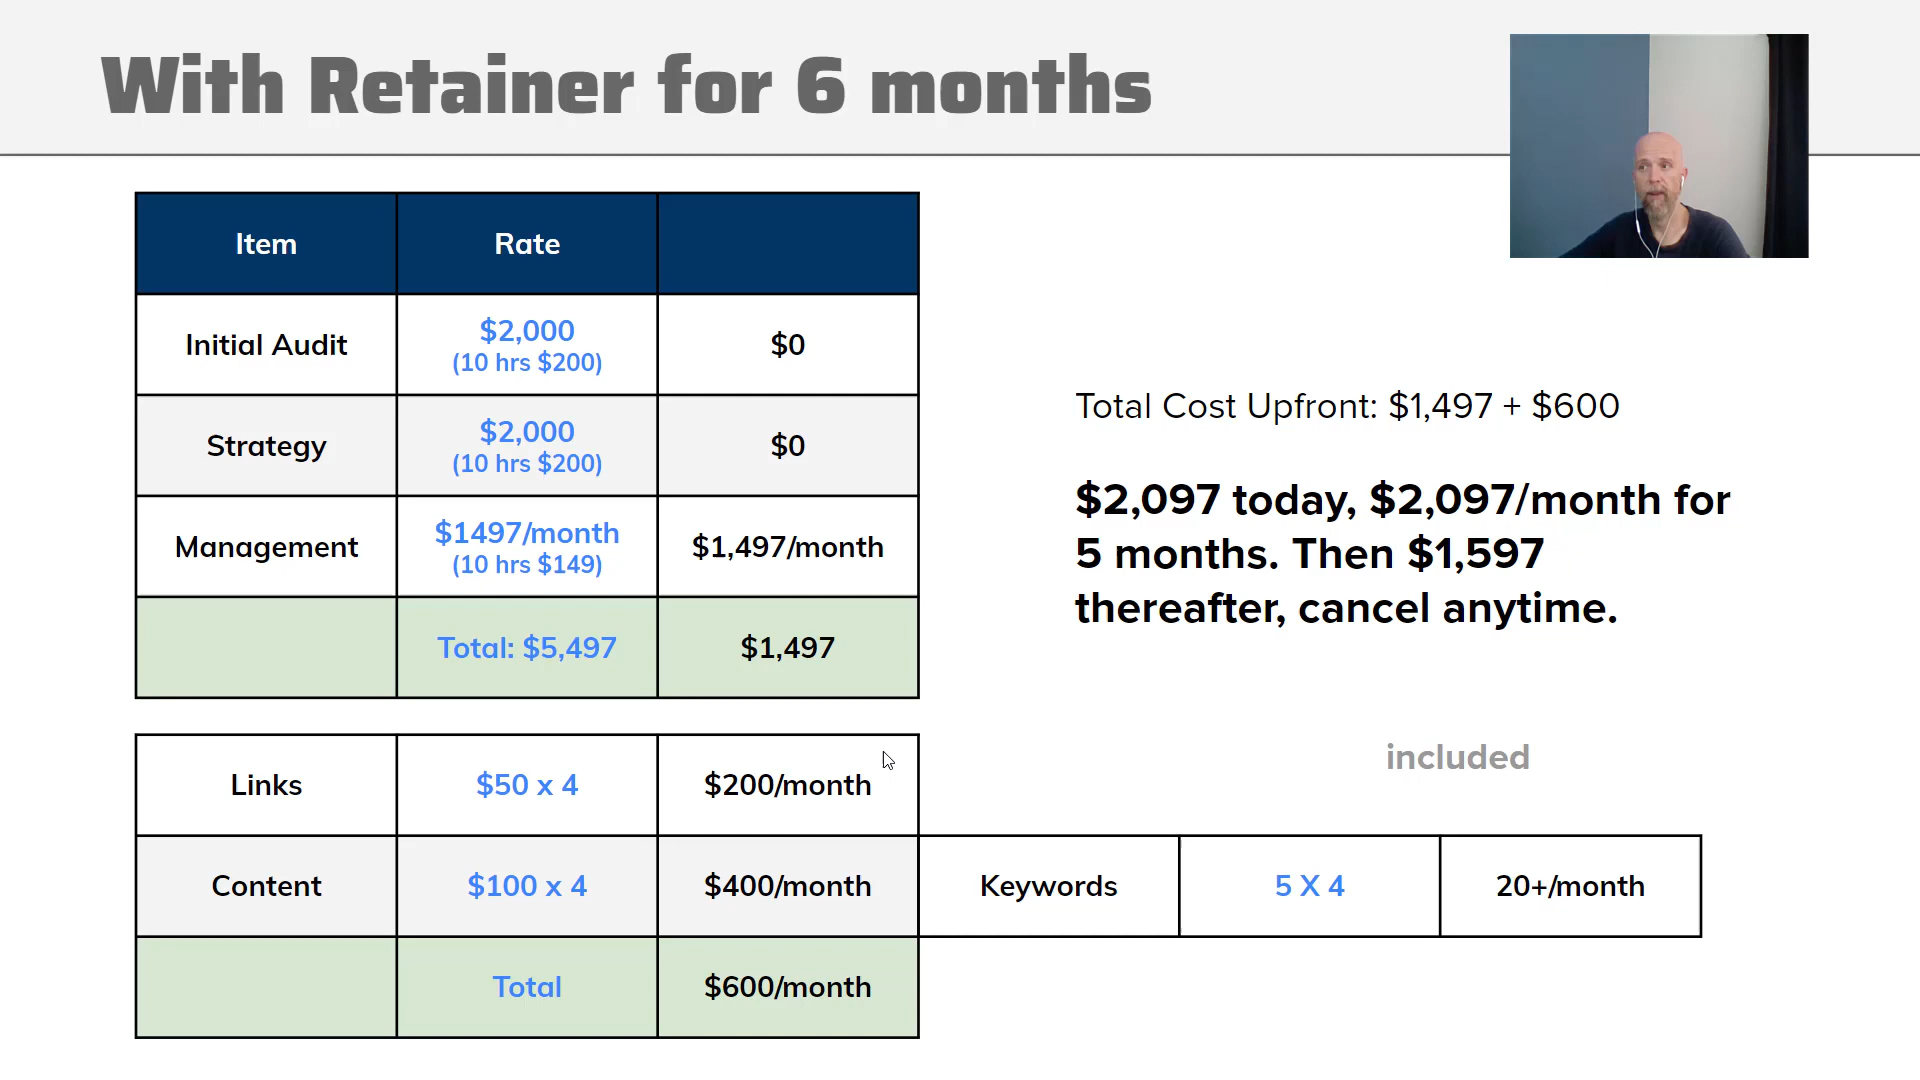 With Retainer for 6 months
Item Rate
Initial Audit $2,000 $0
(10 hrs $200)
Strategy $2,000 $0
(10 hrs $200)
Management $1497/month $1,497/month
(10 hrs $149)
Total: $5,497 $1,497
Total Cost Upfront: $1,497 + $600
$2,097 today, $2,097/month for
5 months. Then $1,597
thereafter, cancel anytime.
included
Links $50 x 4 $200/month
Content $100 x 4 $400/month Keywords 5 X 4 20+/month
Total $600/month